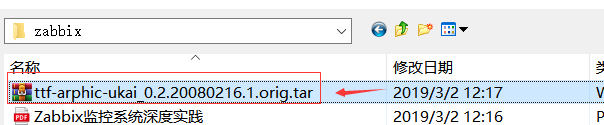 zabbix
名称
修改日期
类
ttf-arphic-ukai_0.2.20080216.1.orig.tar
2019/3/2 12:17
Zabbix监控系统深度实践
2019/3/2 12:16
P